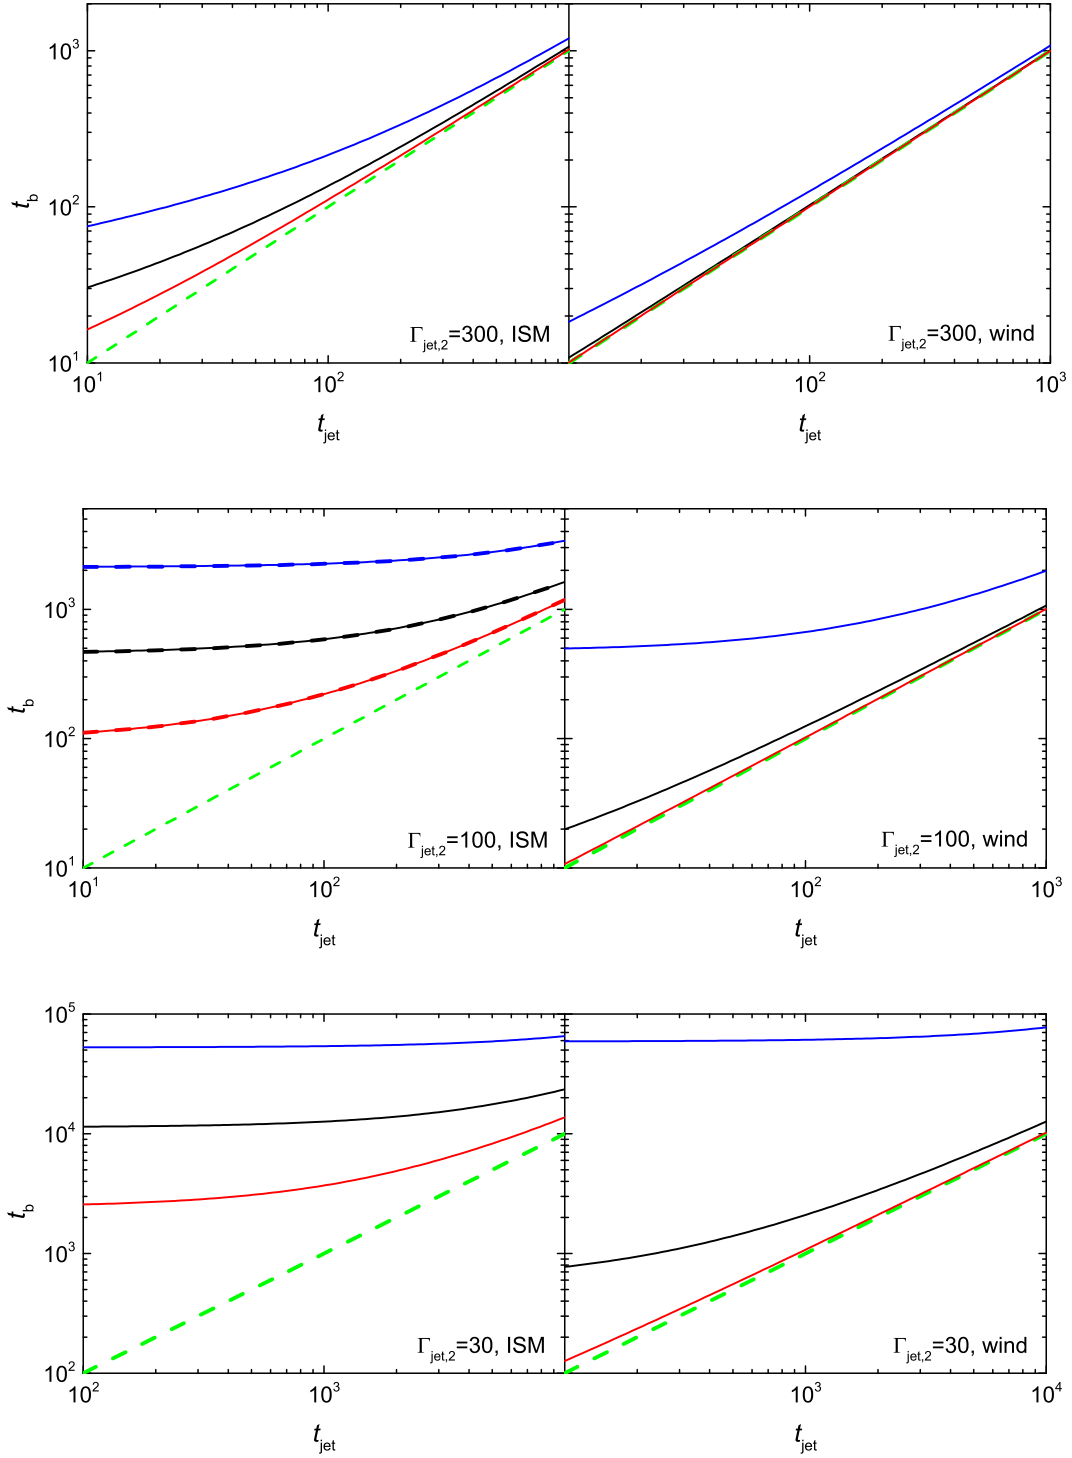 10³
10²
10¹
t_b
Γ_jet,2=300, ISM
Γ_jet,2=300, wind
10¹ 10² 10² 10³
t_jet t_jet
10³
10²
10¹
t_b
Γ_jet,2=100, ISM
Γ_jet,2=100, wind
10¹ 10² 10² 10³
t_jet t_jet
10⁵
10⁴
10³
10²
t_b
Γ_jet,2=30, ISM
Γ_jet,2=30, wind
10² 10³ 10³ 10⁴
t_jet t_jet